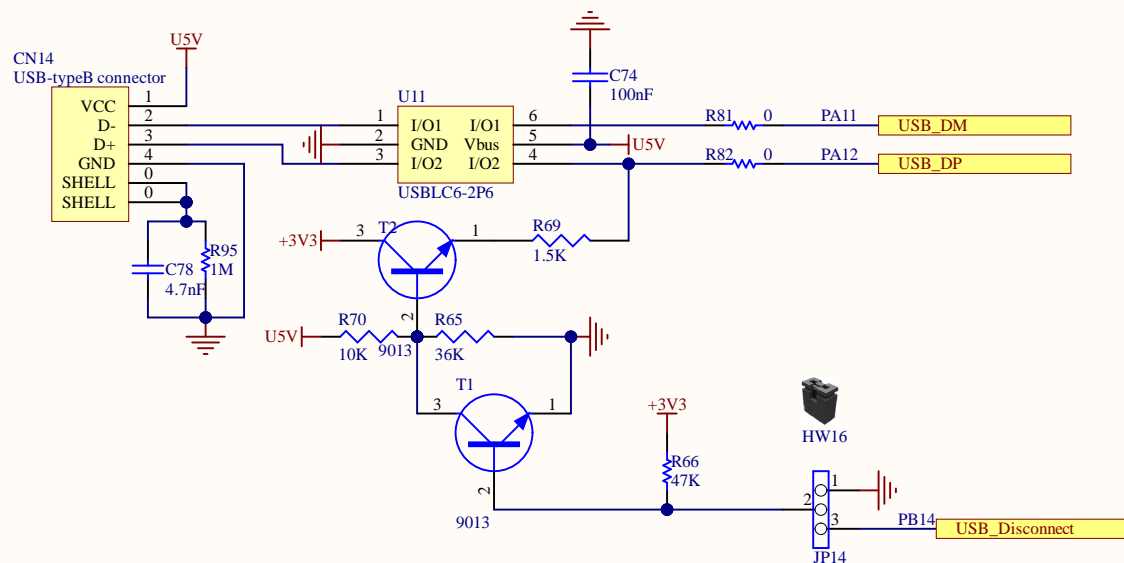 U5V
CN14
USB-typeB connector
VCC 1
D- 2
D+ 3
GND 4
SHELL 0
SHELL 0
C78
4.7nF
R95
1M
U11
1 I/O1 I/O1 6
2 GND Vbus 5
3 I/O2 I/O2 4
USBLC6-2P6
C74
100nF
U5V
R81 0 PA11 USB_DM
R82 0 PA12 USB_DP
+3V3 3 T2 1
R69
1.5K
2
U5V
R70
10K
9013
R65
36K
T1
3 1
2
9013
+3V3
R66
47K
HW16
1
2
3
PB14 USB_Disconnect
JP14